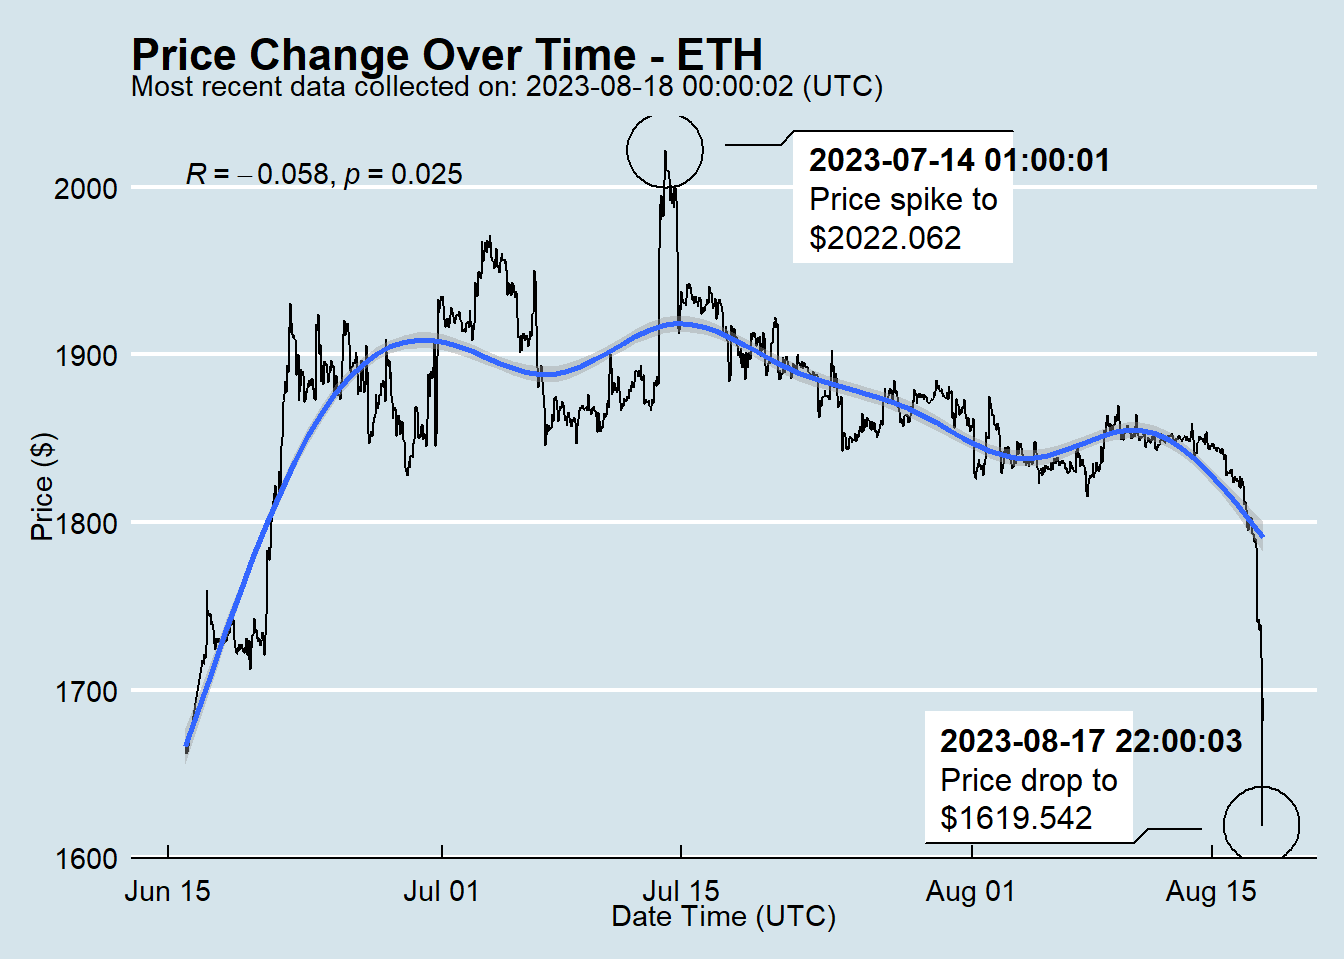 Price Change Over Time - ETH
Most recent data collected on: 2023-08-18 00:00:02 (UTC)
R = −0.058, p = 0.025
2023-07-14 01:00:01
Price spike to
$2022.062
2000
1900
1800
1700
1600
Price ($)
2023-08-17 22:00:03
Price drop to
$1619.542
Jun 15
Jul 01
Jul 15
Aug 01
Aug 15
Date Time (UTC)